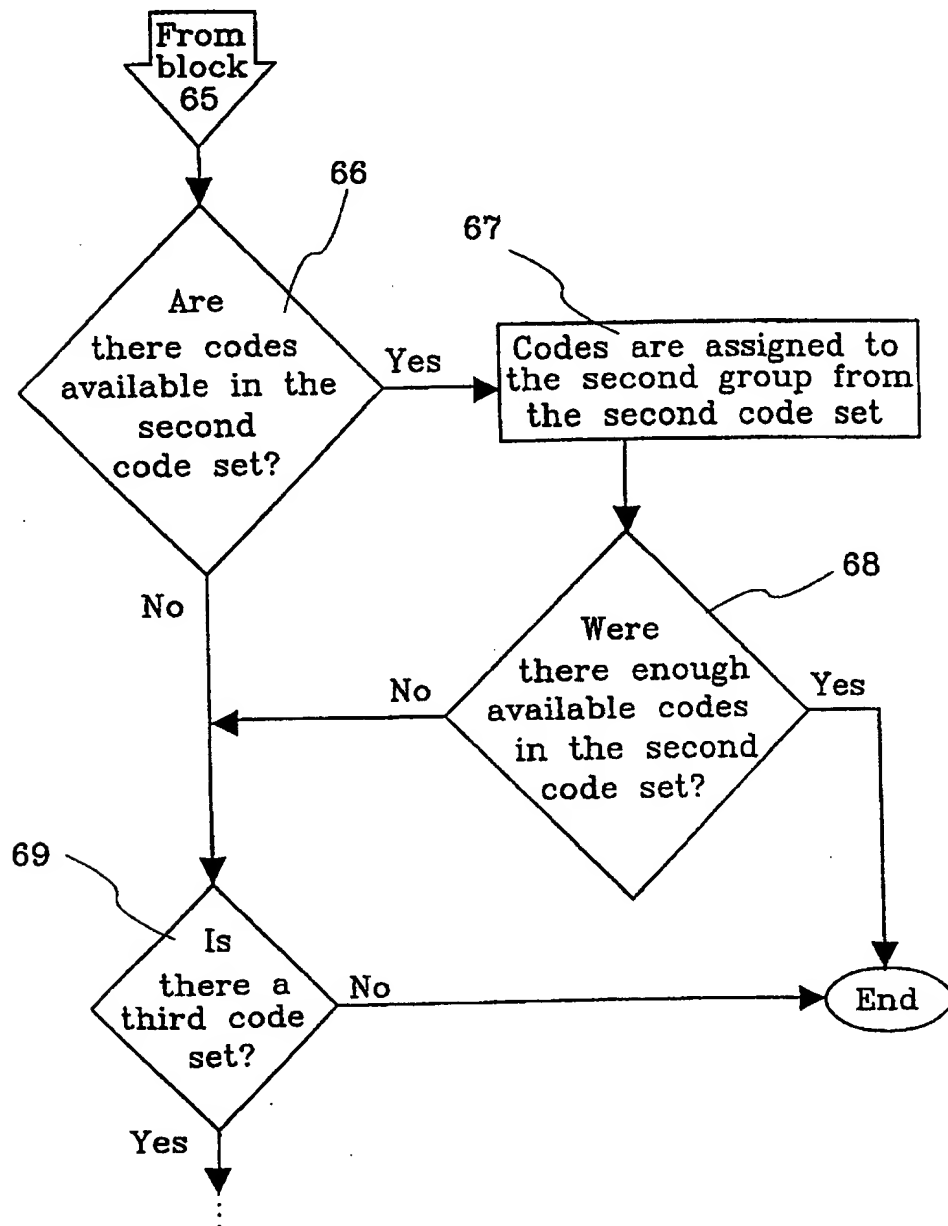 From
block
65
66
Are
there codes
available in the
second
code set?
Yes
No
67
Codes are assigned to
the second group from
the second code set
68
Were
there enough
available codes
in the second
code set?
No
Yes
69
Is
there a
third code
set?
No
End
Yes